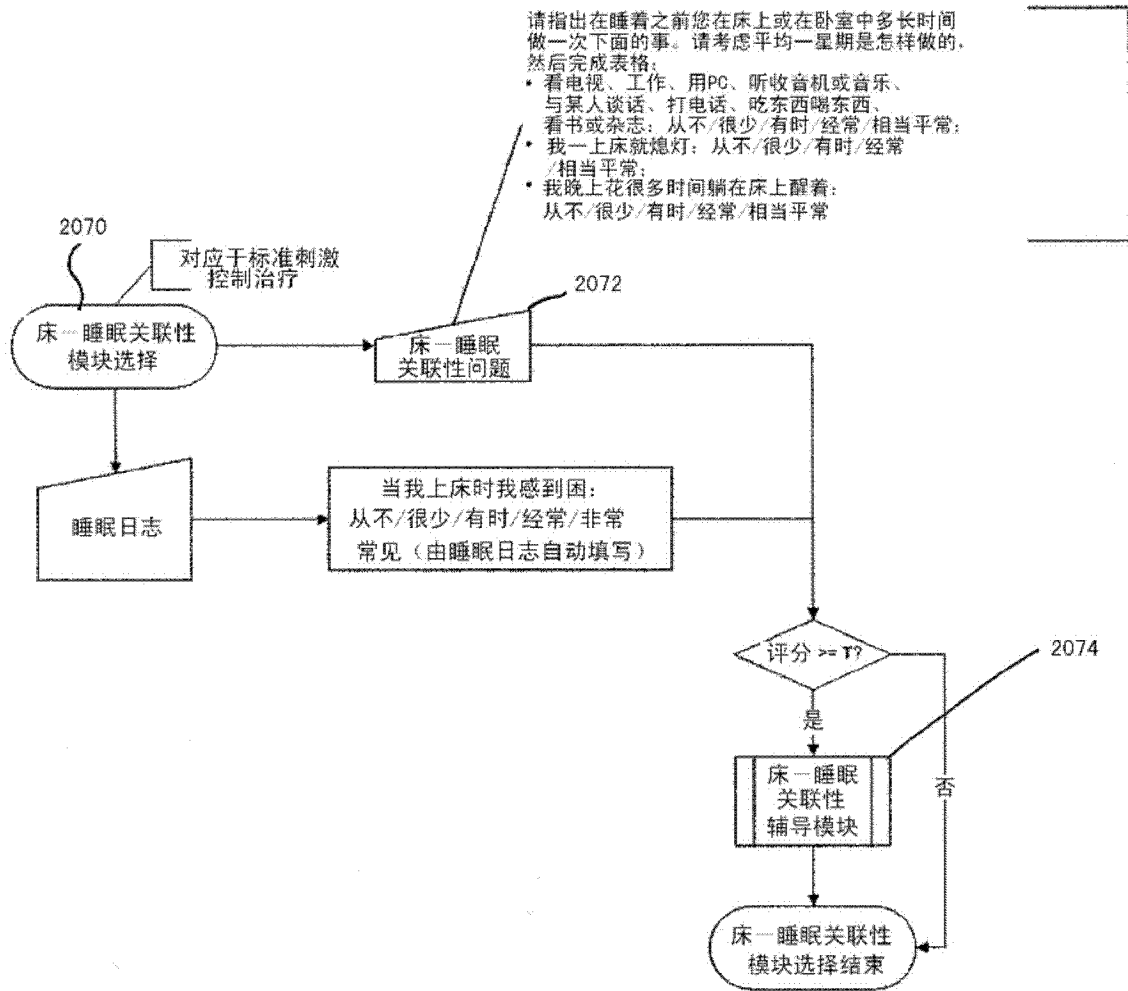 请指出在睡着之前您在床上或在卧室中多长时间
做一次下面的事。请考虑平均一星期是怎样做的,
然后完成表格:
• 看电视、工作、用PC、听收音机或音乐、
与某人谈话、打电话、吃东西喝东西、
看书或杂志: 从不/很少/有时/经常/相当平常;
• 我一上床就熄灯: 从不/很少/有时/经常
/相当平常;
• 我晚上花很多时间躺在床上醒着:
从不/很少/有时/经常/相当平常
2070
对应于标准刺激
控制治疗
2072
床—睡眠关联性
模块选择
床—睡眠
关联性问题
睡眠日志
当我上床时我感到困:
从不/很少/有时/经常/非常
常见（由睡眠日志自动填写）
评分 >= T?
2074
是
否
床—睡眠
关联性
辅导模块
床—睡眠关联性
模块选择结束